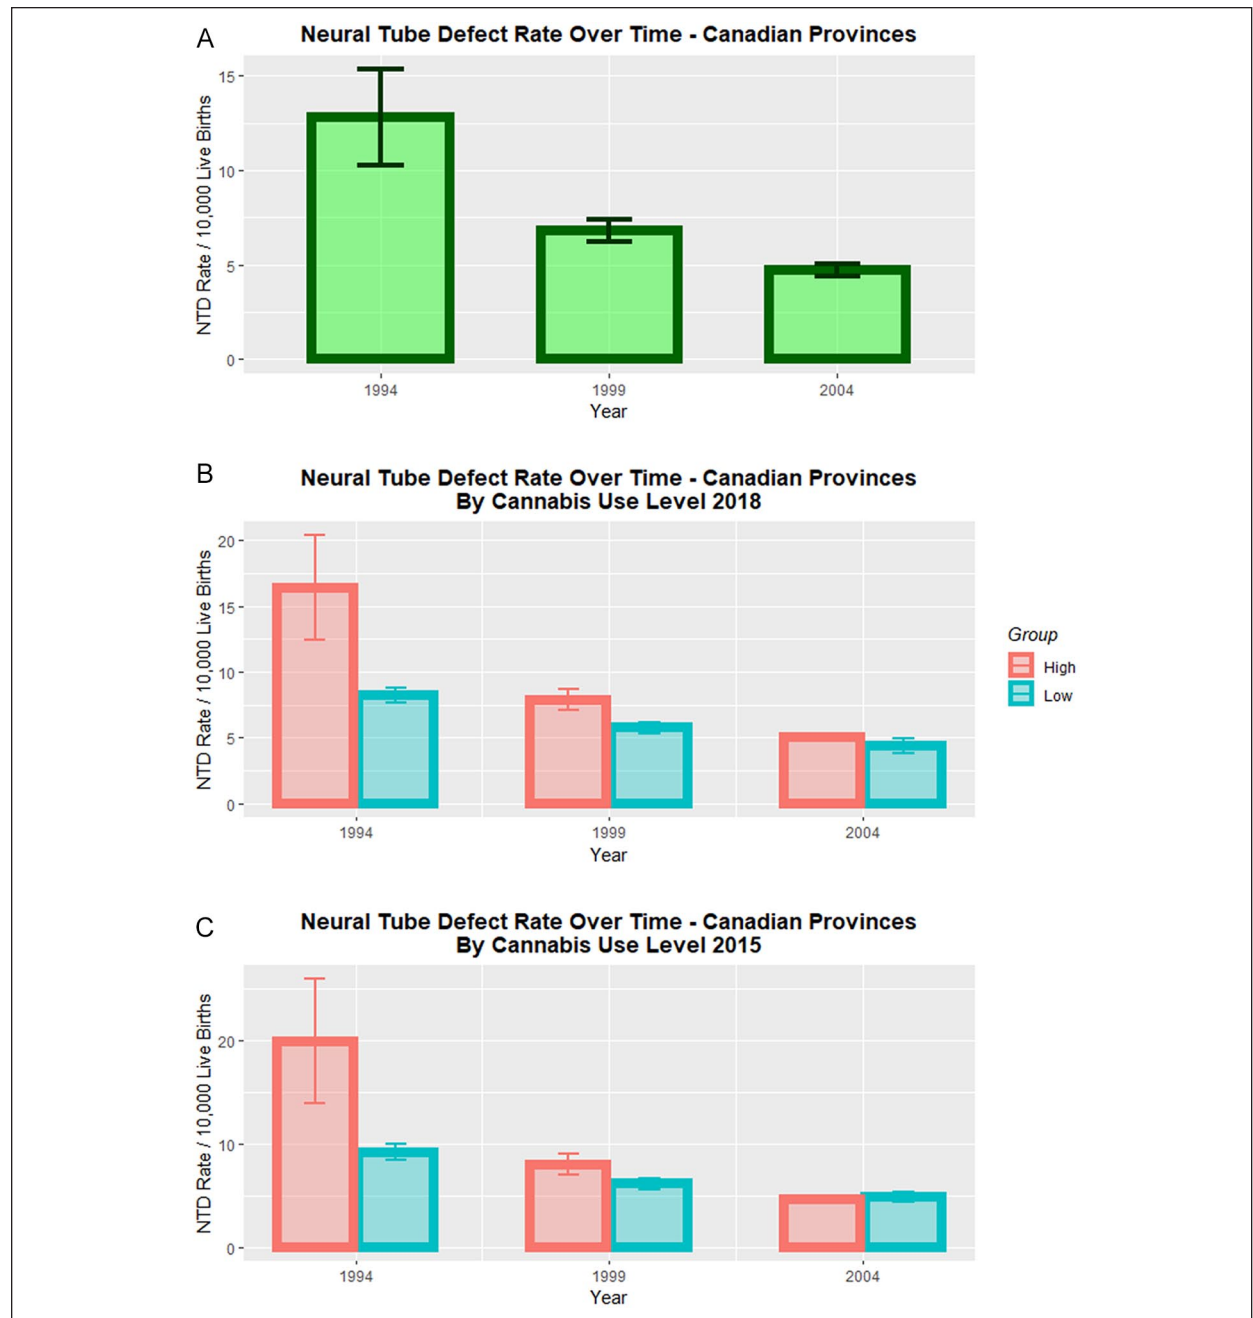 A
Neural Tube Defect Rate Over Time - Canadian Provinces
NTD Rate / 10,000 Live Births
15
10
5
0
1994 1999 2004
Year
B
Neural Tube Defect Rate Over Time - Canadian Provinces
By Cannabis Use Level 2018
NTD Rate / 10,000 Live Births
20
15
10
5
0
1994 1999 2004
Year
Group
High
Low
C
Neural Tube Defect Rate Over Time - Canadian Provinces
By Cannabis Use Level 2015
NTD Rate / 10,000 Live Births
20
10
0
1994 1999 2004
Year